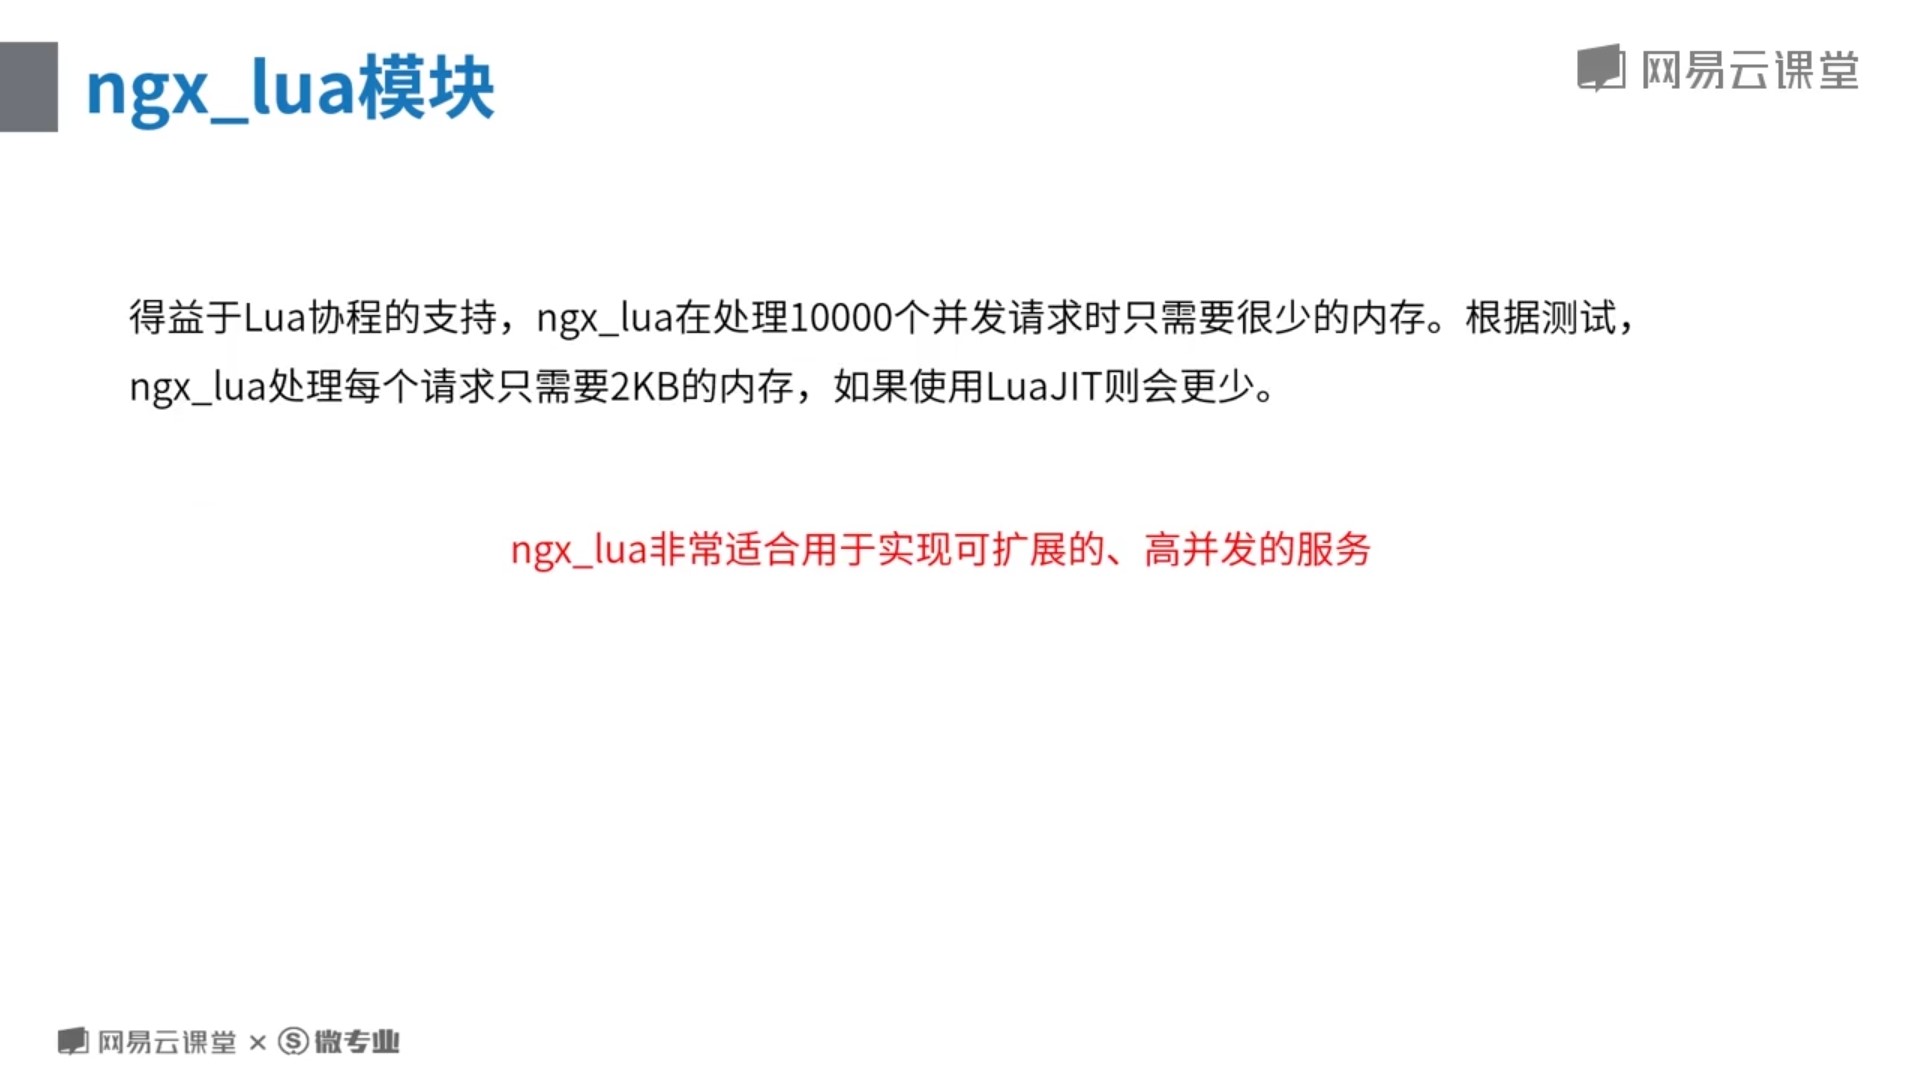 ngx_lua模块
网易云课堂
得益于Lua协程的支持，ngx_lua在处理10000个并发请求时只需要很少的内存。根据测试，
ngx_lua处理每个请求只需要2KB的内存，如果使用LuaJIT则会更少。
ngx_lua非常适合用于实现可扩展的、高并发的服务
网易云课堂 × 微专业